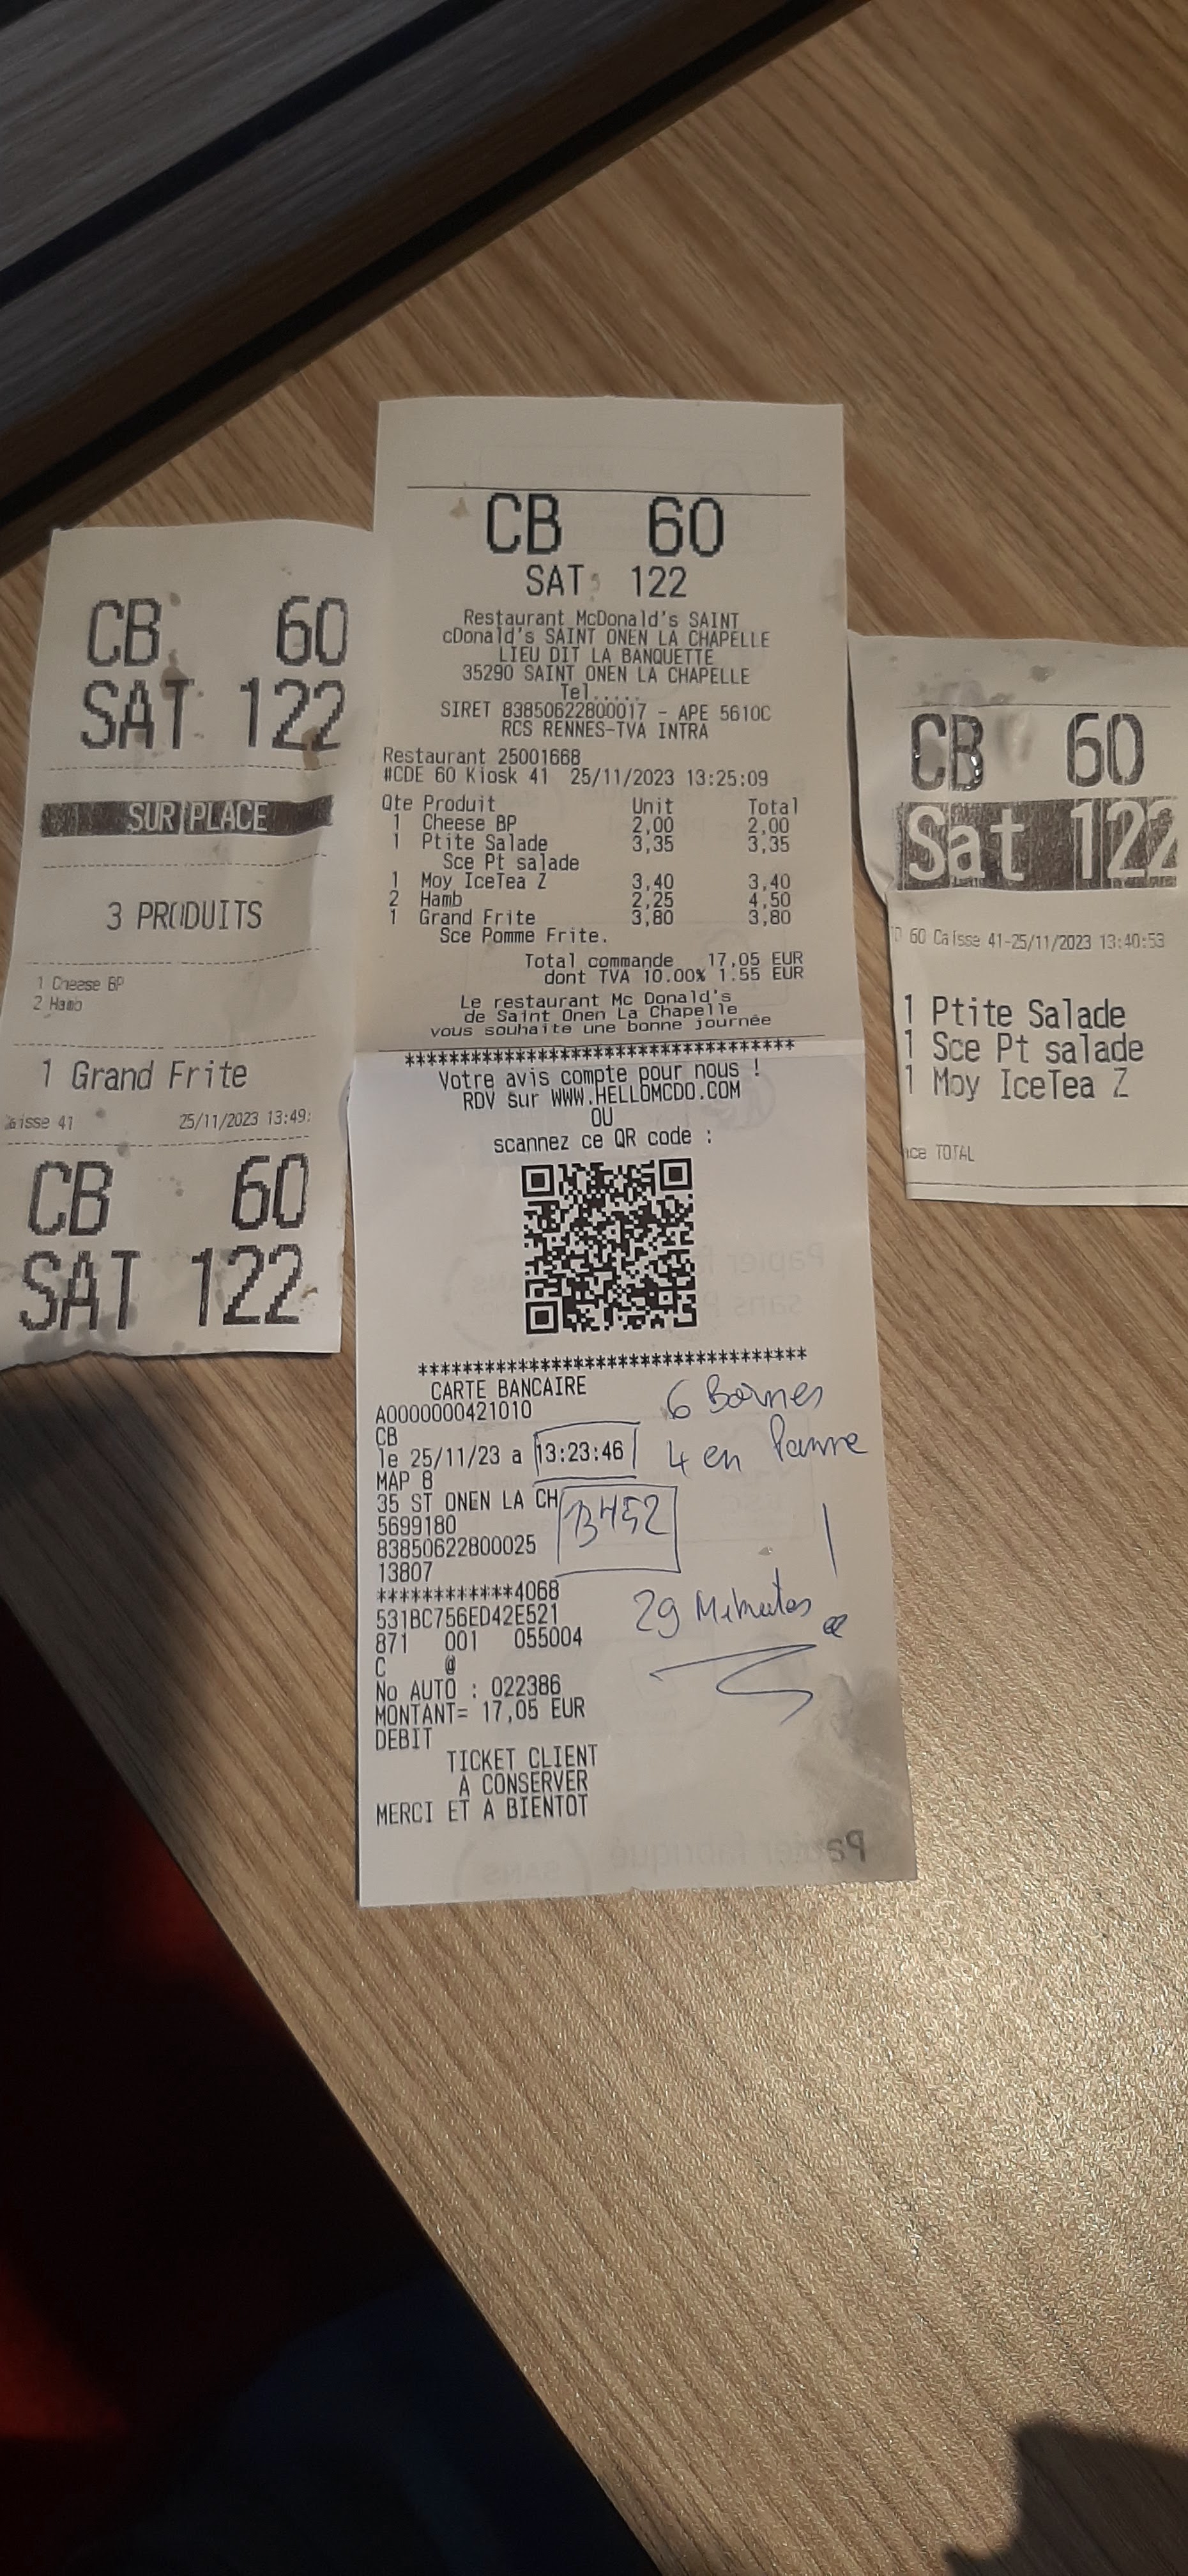 CB 60
SAT 122
SUR PLACE
3 PRODUITS
1 Cheese BP
2 Hamb
1 Grand Frite
aisse 41 25/11/2023 13:49:
CB 60
SAT 122
CB 60
SAT 122
Restaurant McDonald's SAINT
cDonald's SAINT ONEN LA CHAPELLE
LIEU DIT LA BANQUETTE
35290 SAINT ONEN LA CHAPELLE
Tel.....
SIRET 83850622800017 - APE 5610C
RCS RENNES-TVA INTRA
Restaurant 25001668
#CDE 60 Kiosk 41 25/11/2023 13:25:09
Qte Produit Unit Total
1 Cheese BP 2,00 2,00
1 Ptite Salade 3,35 3,35
Sce Pt salade
1 Moy IceTea Z 3,40 3,40
2 Hamb 2,25 4,50
1 Grand Frite 3,80 3,80
Sce Pomme Frite.
Total commande 17,05 EUR
dont TVA 10.00% 1.55 EUR
Le restaurant Mc Donald's
de Saint Onen La Chapelle
vous souhaite une bonne journée
***********************************
Votre avis compte pour nous !
RDV sur WWW.HELLOMCDO.COM
OU
scannez ce QR code :
***********************************
CARTE BANCAIRE
A0000000421010
CB
le 25/11/23 a 13:23:46
MAP 8
35 ST ONEN LA CH
5699180
83850622800025
13807
************4068
531BC756ED42E521
871 001 055004
C @
No AUTO : 022386
MONTANT= 17,05 EUR
DEBIT
TICKET CLIENT
A CONSERVER
MERCI ET A BIENTOT
6 Bornes
4 en Panne
13H52
29 Minutes !
CB 60
Sat 122
60 Caisse 41-25/11/2023 13:40:53
1 Ptite Salade
1 Sce Pt salade
1 Moy IceTea Z
ace TOTAL